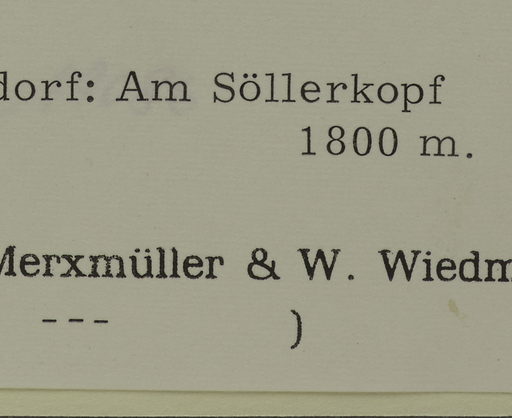 dorf: Am Söllerkopf
1800 m.
Merxmüller & W. Wiedm
--- )